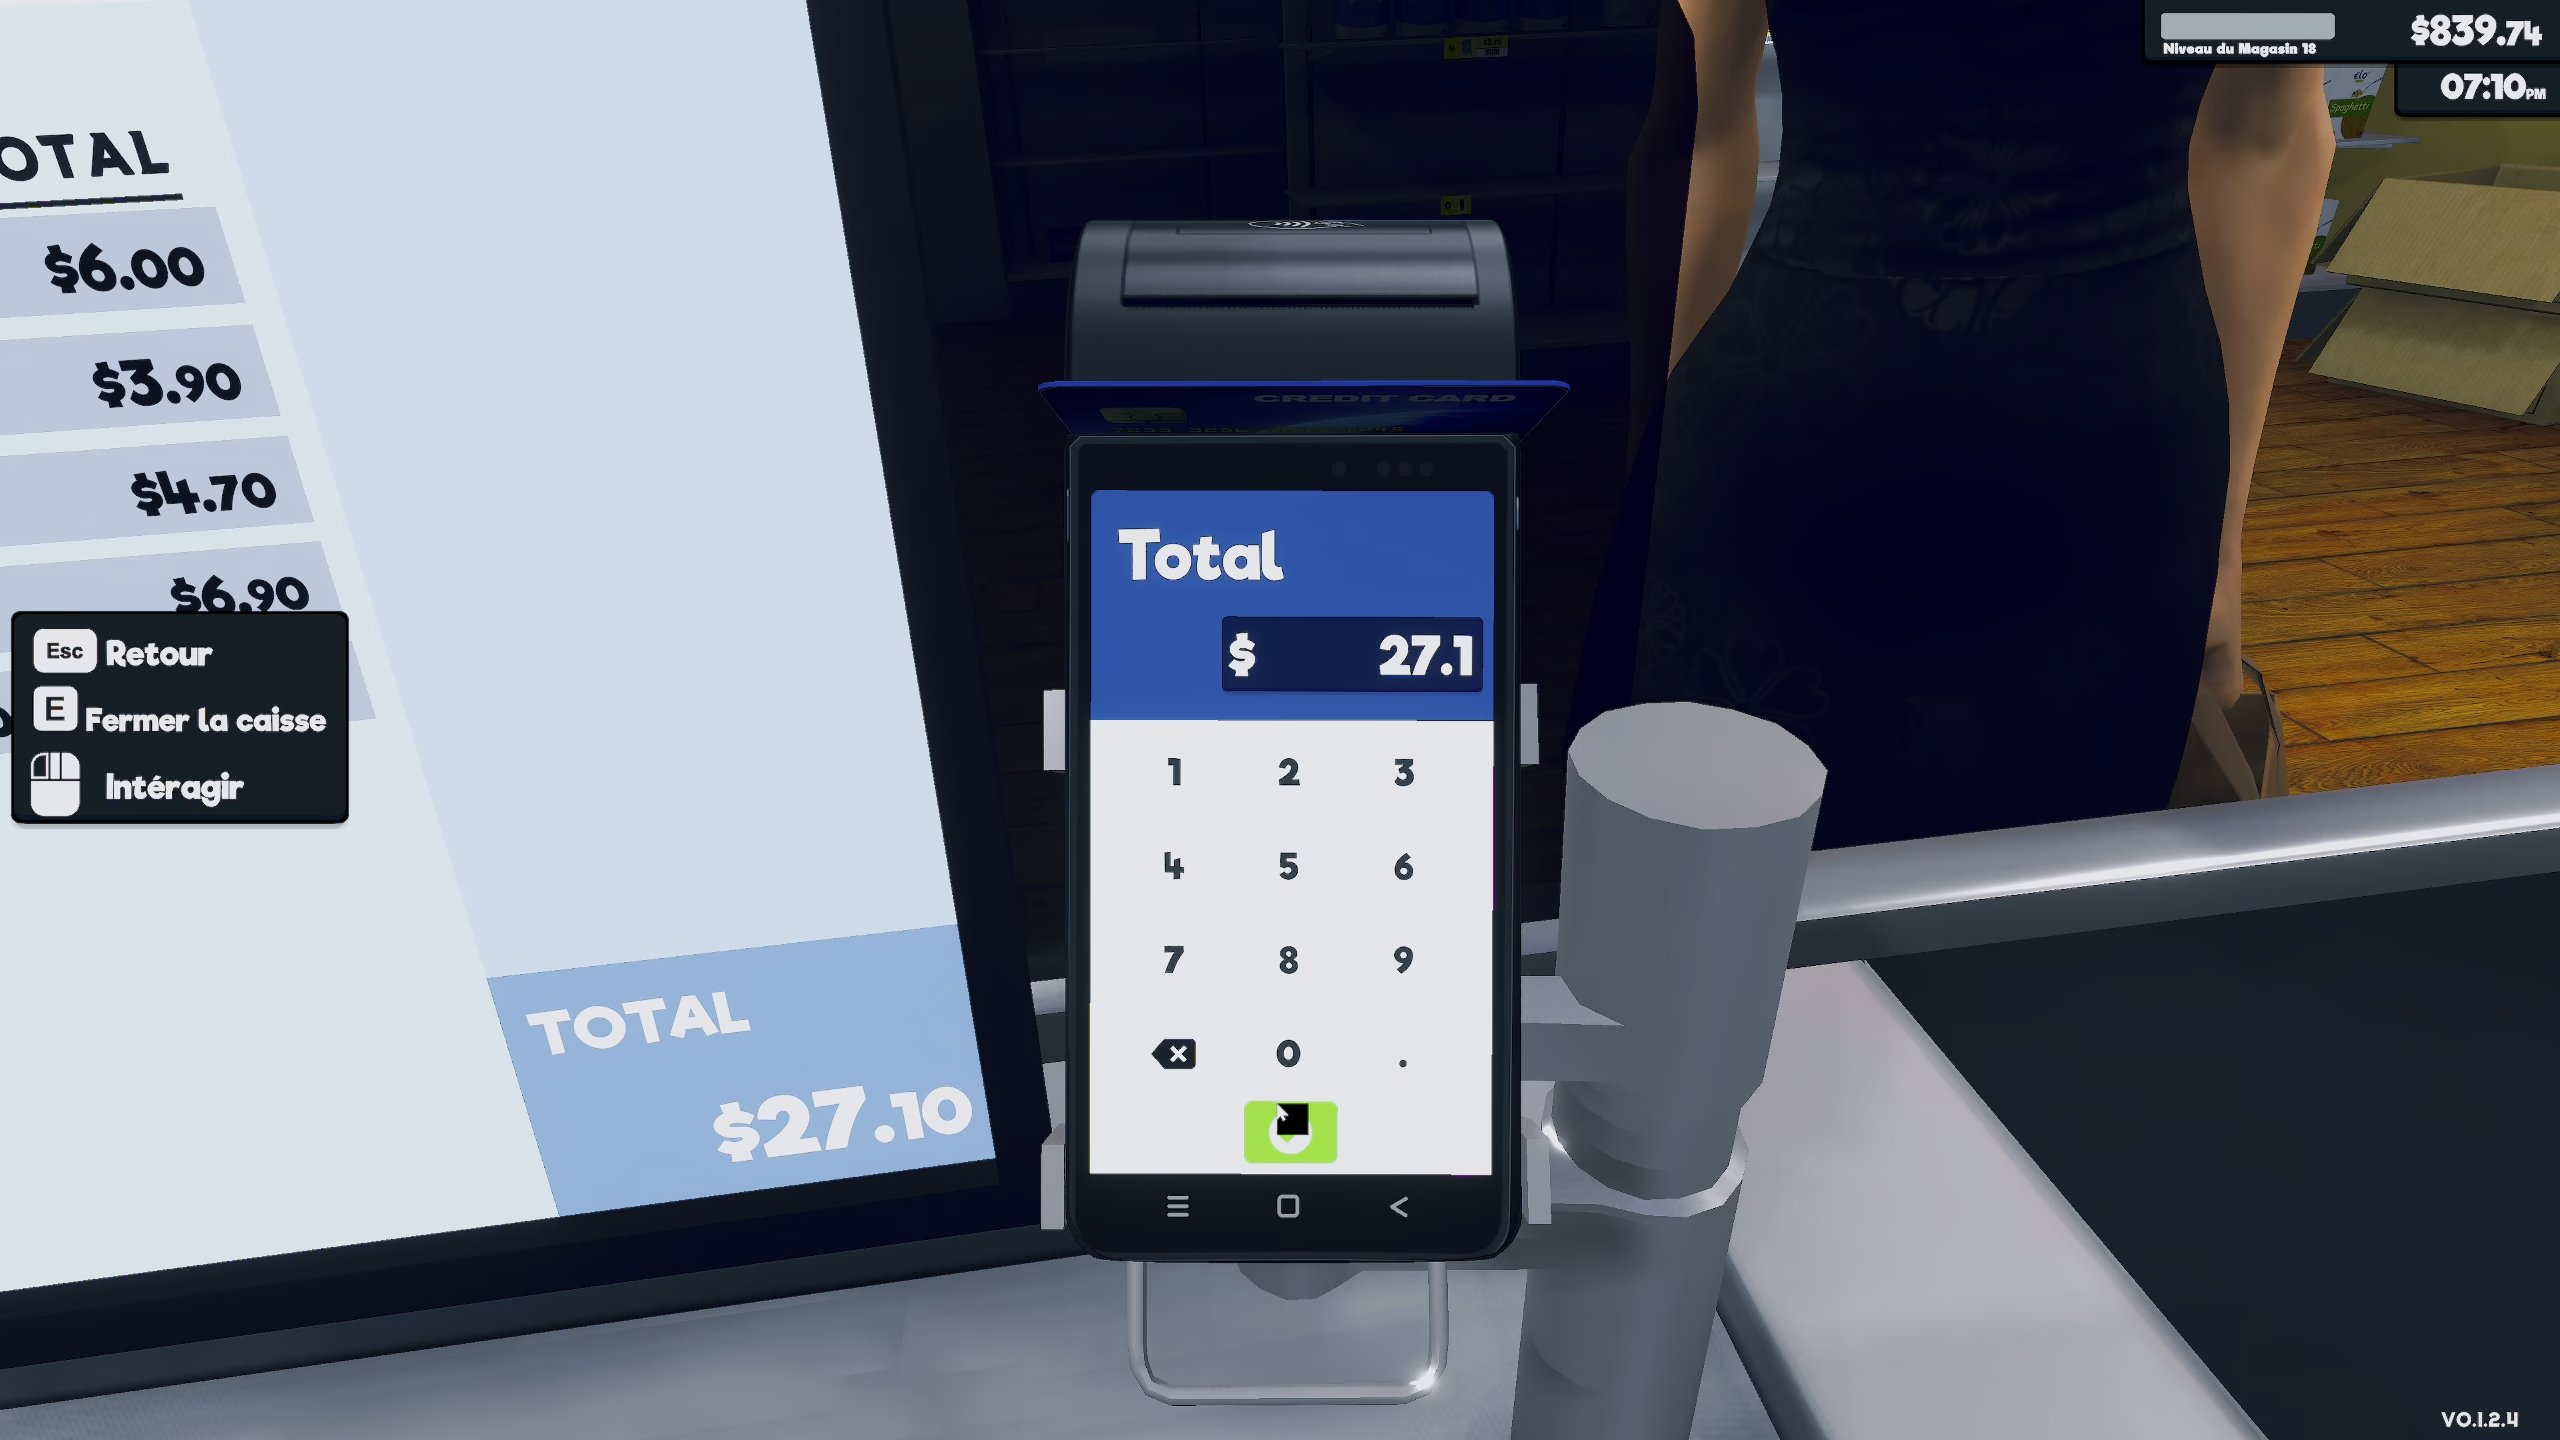 OTAL
$6.00
$3.90
$4.70
$6.90
Esc Retour
E Fermer la caisse
Intéragir
TOTAL
$27.10
CREDIT CARD
Total
$ 27.1
1 2 3
4 5 6
7 8 9
0 .
$839.74
Niveau du Magasin 18
07:10PM
elo
Spaghetti
V0.1.2.4